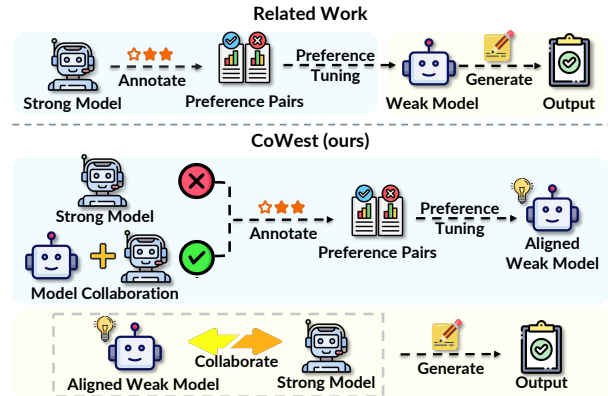 Related Work
Annotate
Preference
Tuning
Generate
Strong Model
Preference Pairs
Weak Model
Output
CoWest (ours)
Strong Model
Annotate
Preference Pairs
Preference
Tuning
Aligned
Weak Model
Model Collaboration
Aligned Weak Model
Collaborate
Strong Model
Generate
Output